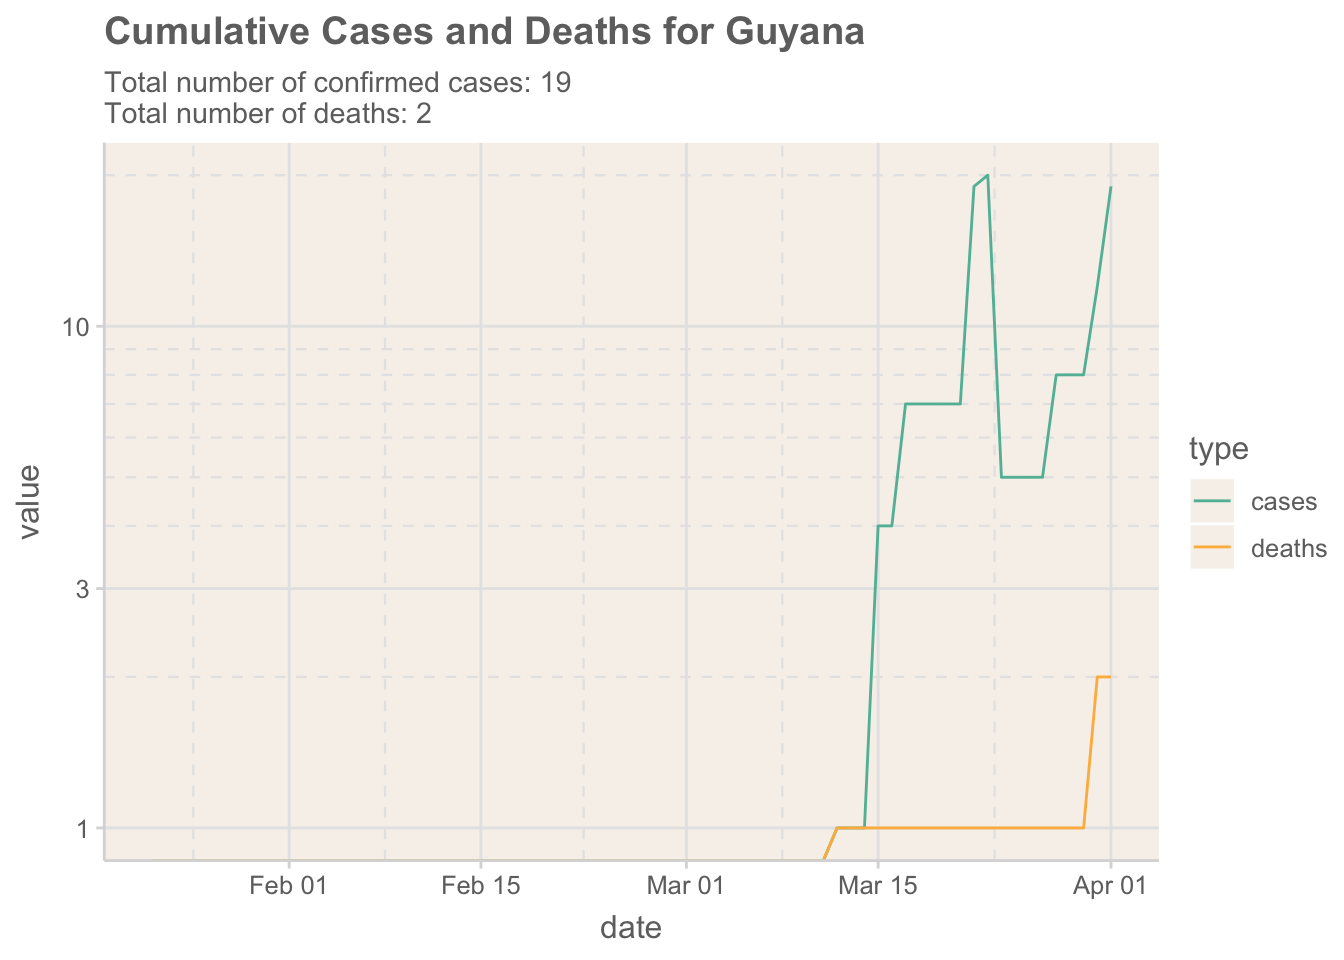 Cumulative Cases and Deaths for Guyana
Total number of confirmed cases: 19
Total number of deaths: 2
value
10
3
1
Feb 01
Feb 15
Mar 01
Mar 15
Apr 01
date
type
cases
deaths